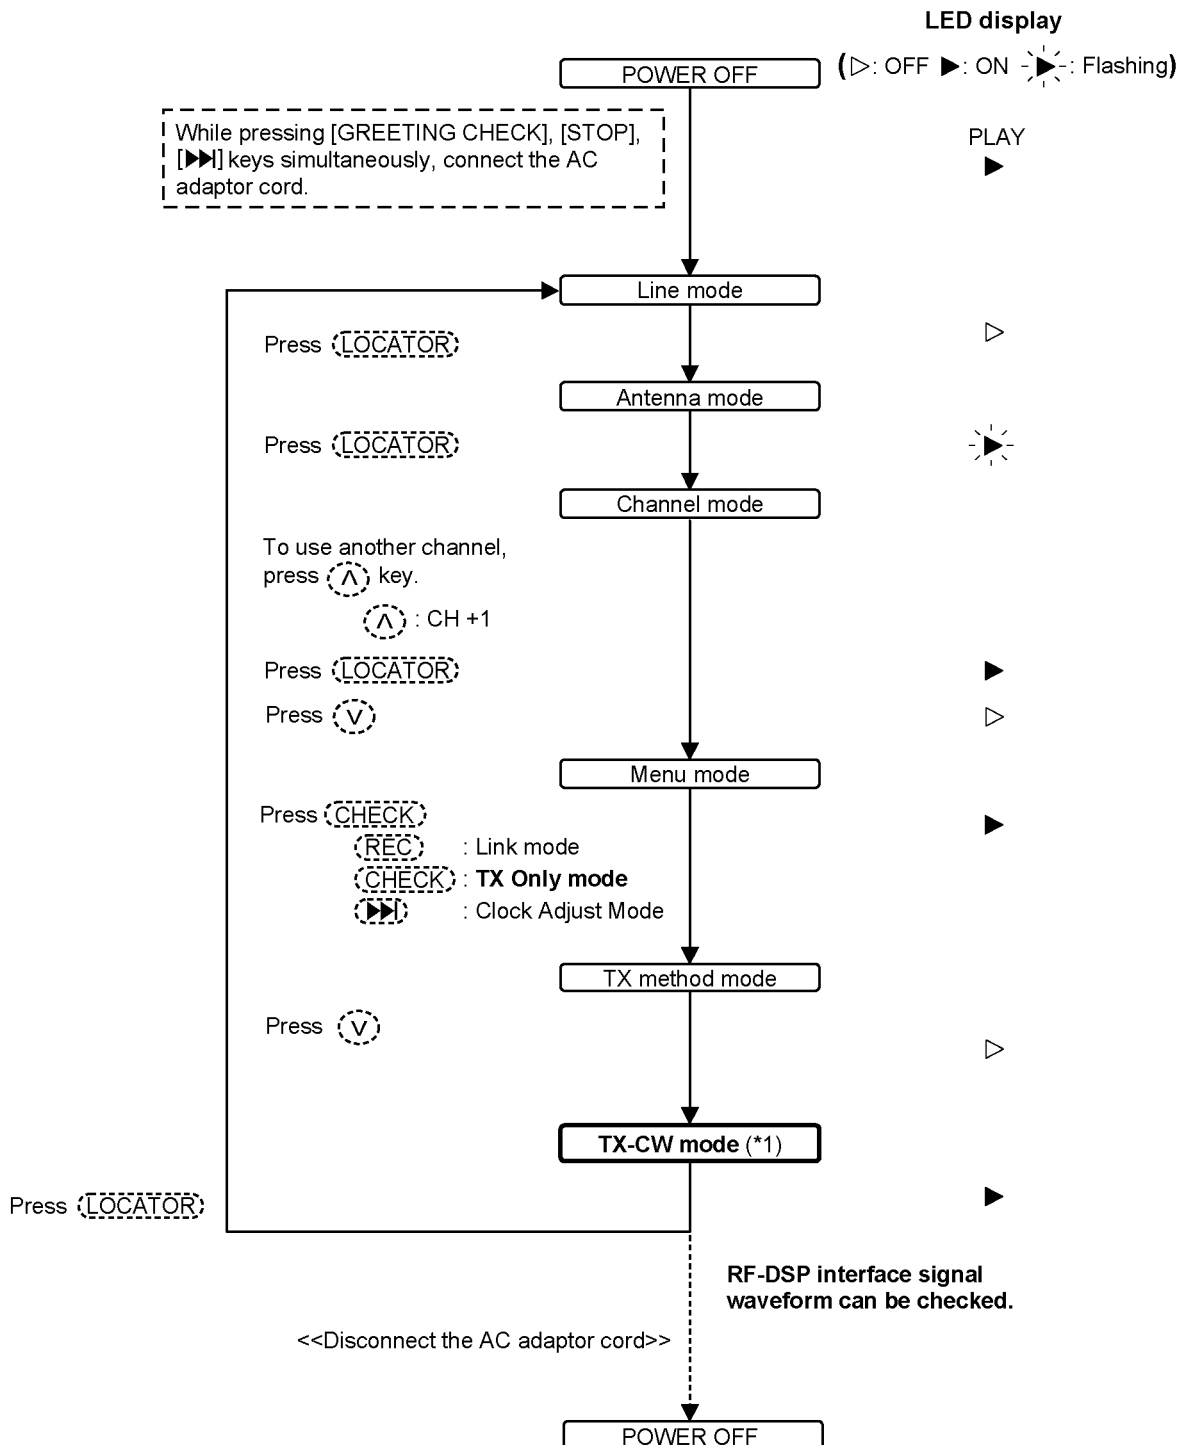 LED display
(▷: OFF ▶: ON ▶: Flashing)
POWER OFF
While pressing [GREETING CHECK], [STOP],
[▶▶|] keys simultaneously, connect the AC
adaptor cord.
PLAY
Line mode
Press LOCATOR
Antenna mode
Press LOCATOR
Channel mode
To use another channel,
press Λ key.
Λ : CH +1
Press LOCATOR
Press V
Menu mode
Press CHECK
REC : Link mode
CHECK : TX Only mode
▶▶| : Clock Adjust Mode
TX method mode
Press V
TX-CW mode (*1)
Press LOCATOR
RF-DSP interface signal
waveform can be checked.
<<Disconnect the AC adaptor cord>>
POWER OFF